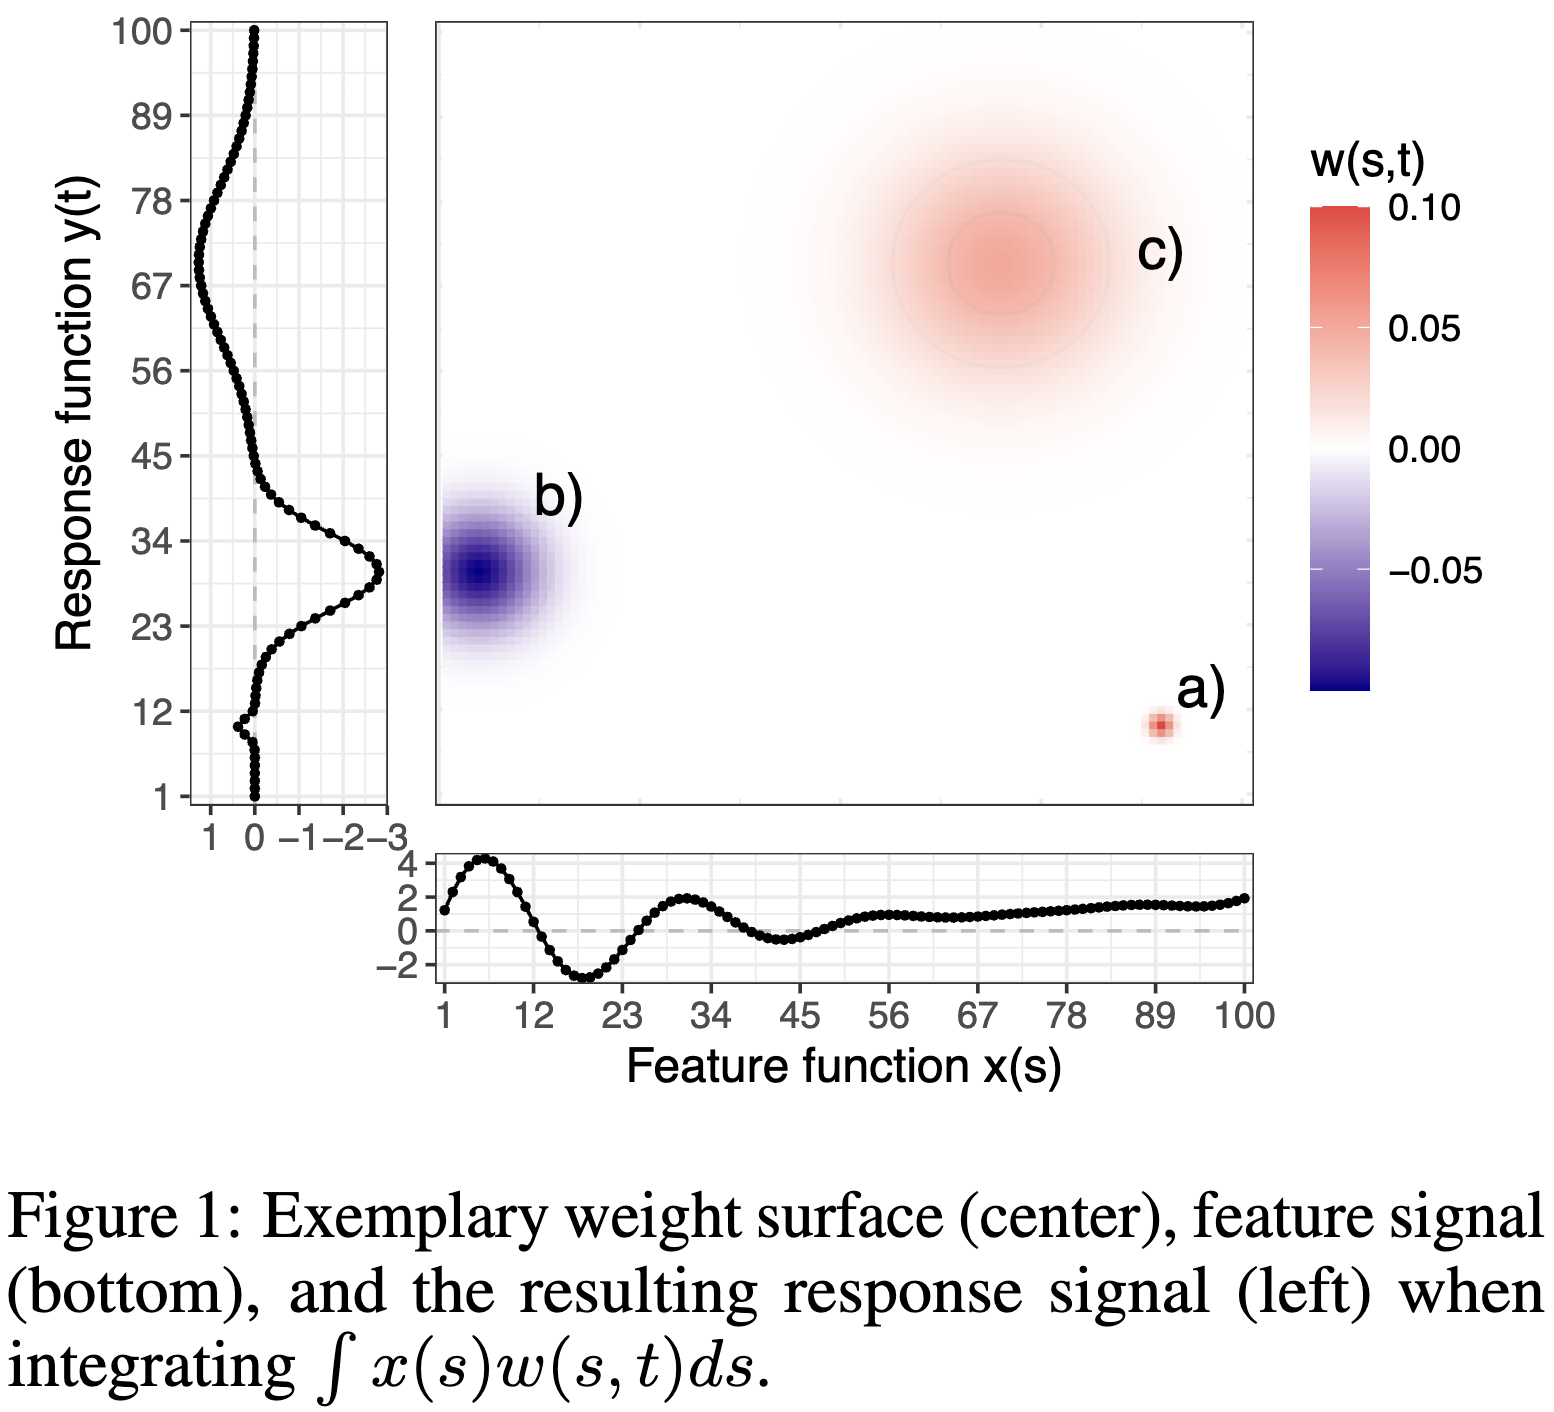 100
89
78
67
56
45
34
23
12
1
Response function y(t)
1 0 −1 −2 −3
a)
b)
c)
w(s,t)
0.10
0.05
0.00
−0.05
4
2
0
−2
1 12 23 34 45 56 67 78 89 100
Feature function x(s)
Figure 1: Exemplary weight surface (center), feature signal
(bottom), and the resulting response signal (left) when
integrating ∫ x(s)w(s, t)ds.